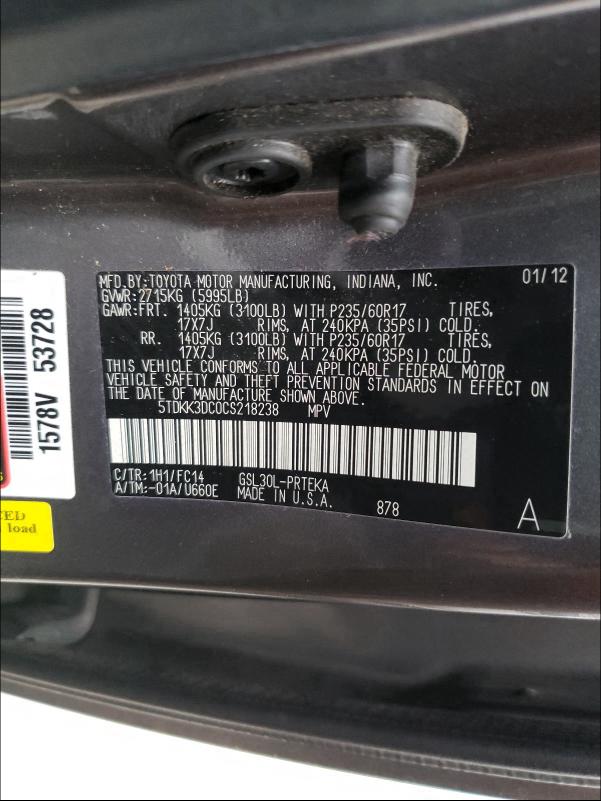 MFD.BY:TOYOTA MOTOR MANUFACTURING, INDIANA, INC. 01/12
GVWR:2715KG (5995LB)
GAWR:FRT. 1405KG (3100LB) WITH P235/60R17 TIRES,
17X7J RIMS, AT 240KPA (35PSI) COLD.
RR. 1405KG (3100LB) WITH P235/60R17 TIRES,
17X7J RIMS, AT 240KPA (35PSI) COLD.
THIS VEHICLE CONFORMS TO ALL APPLICABLE FEDERAL MOTOR
VEHICLE SAFETY AND THEFT PREVENTION STANDARDS IN EFFECT ON
THE DATE OF MANUFACTURE SHOWN ABOVE.
5TDKK3DC0CS218238 MPV
C/TR:1H1/FC14 GSL30L-PRTEKA
A/TM:-01A/U660E MADE IN U.S.A.
878 A
1578V 53728
load